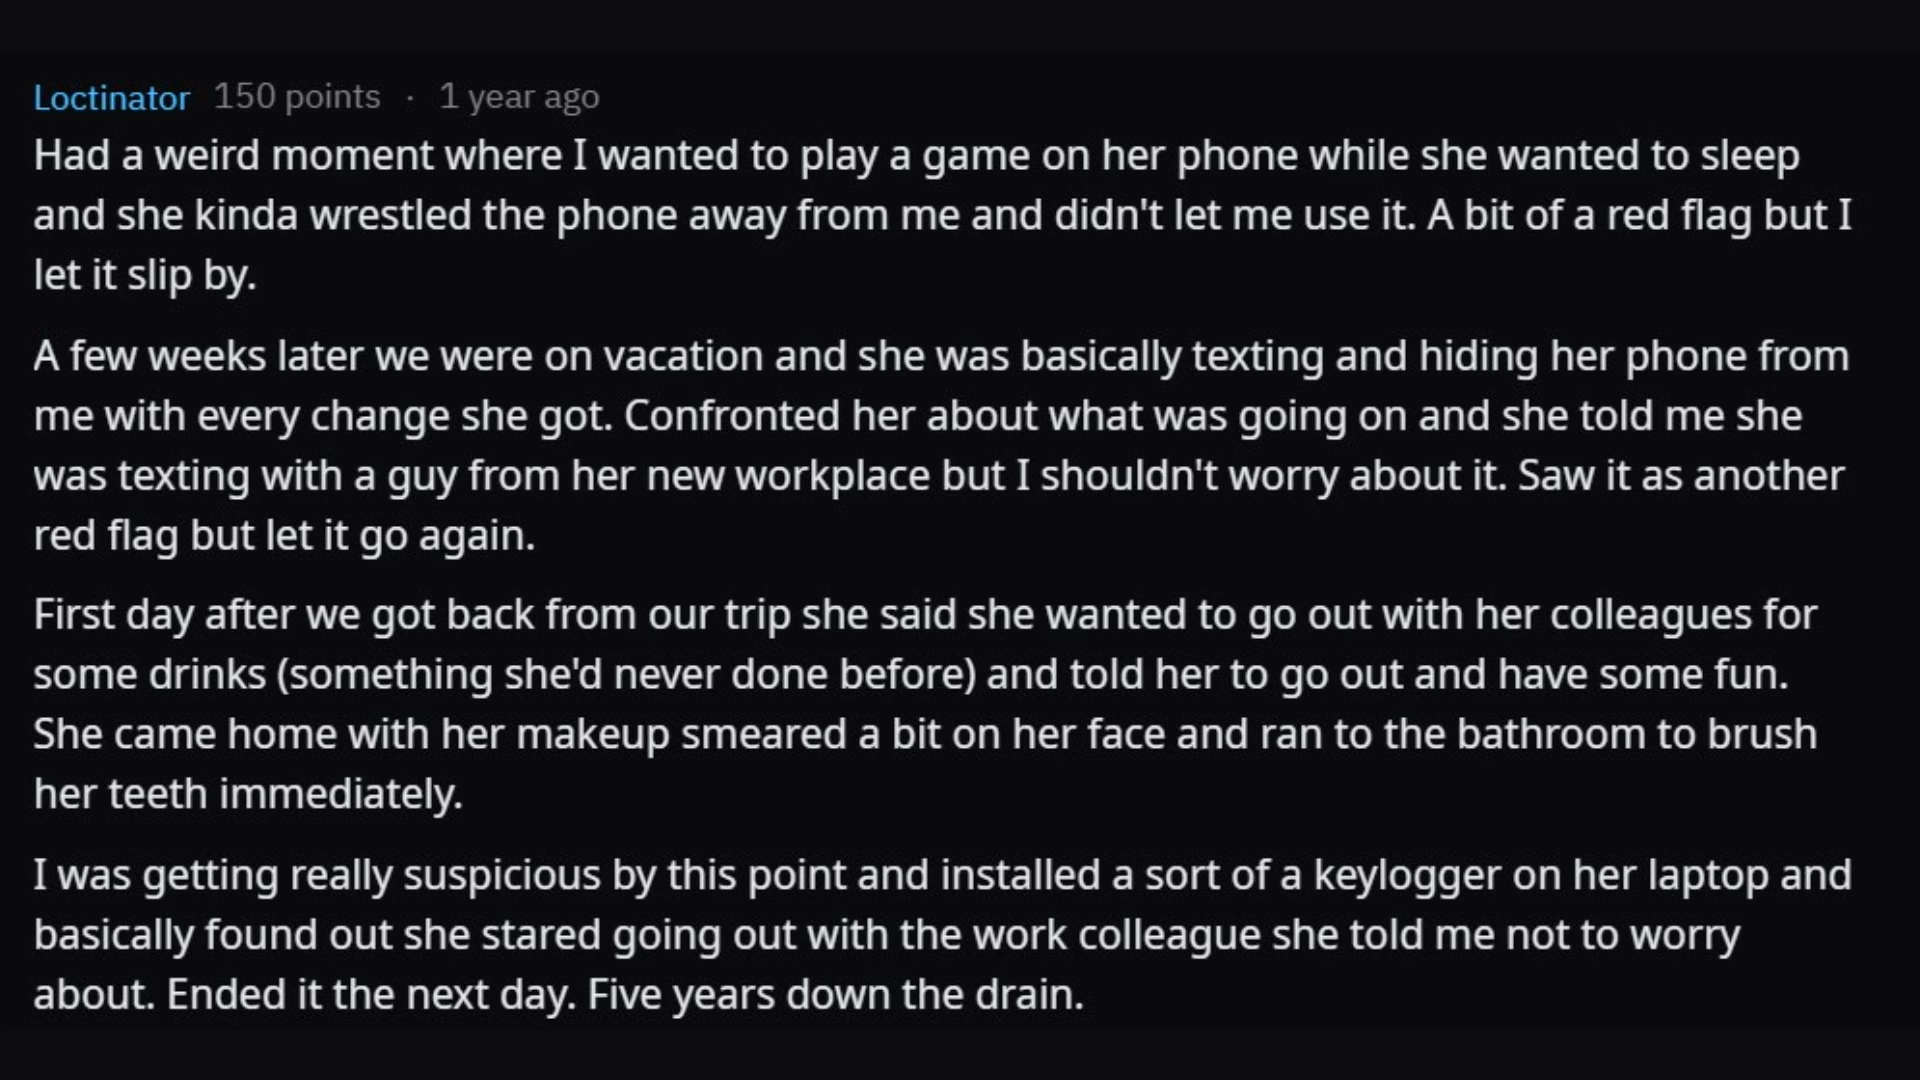 Loctinator 150 points · 1 year ago
Had a weird moment where I wanted to play a game on her phone while she wanted to sleep
and she kinda wrestled the phone away from me and didn't let me use it. A bit of a red flag but I
let it slip by.
A few weeks later we were on vacation and she was basically texting and hiding her phone from
me with every change she got. Confronted her about what was going on and she told me she
was texting with a guy from her new workplace but I shouldn't worry about it. Saw it as another
red flag but let it go again.
First day after we got back from our trip she said she wanted to go out with her colleagues for
some drinks (something she'd never done before) and told her to go out and have some fun.
She came home with her makeup smeared a bit on her face and ran to the bathroom to brush
her teeth immediately.
I was getting really suspicious by this point and installed a sort of a keylogger on her laptop and
basically found out she stared going out with the work colleague she told me not to worry
about. Ended it the next day. Five years down the drain.